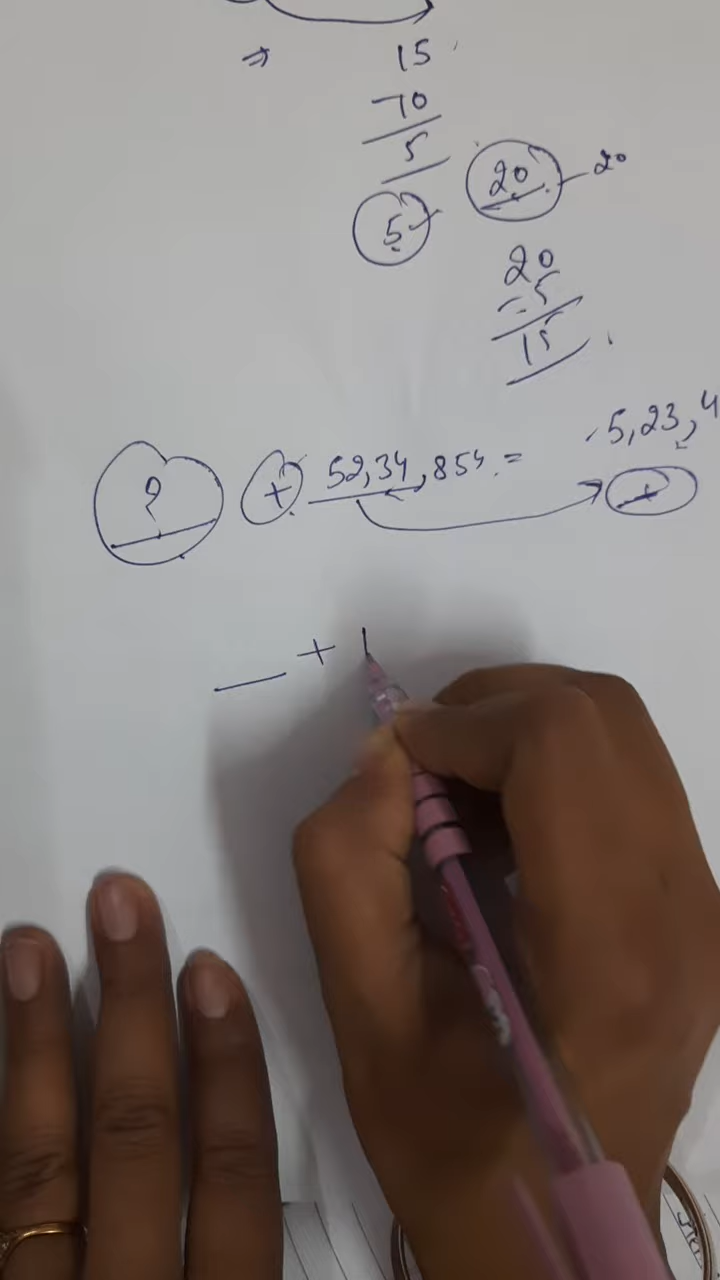 ⇒ 15
70
5
5 20 - 20
20
- 5
15
? + 52,34,854 = 5,23,4
+
_ + 1